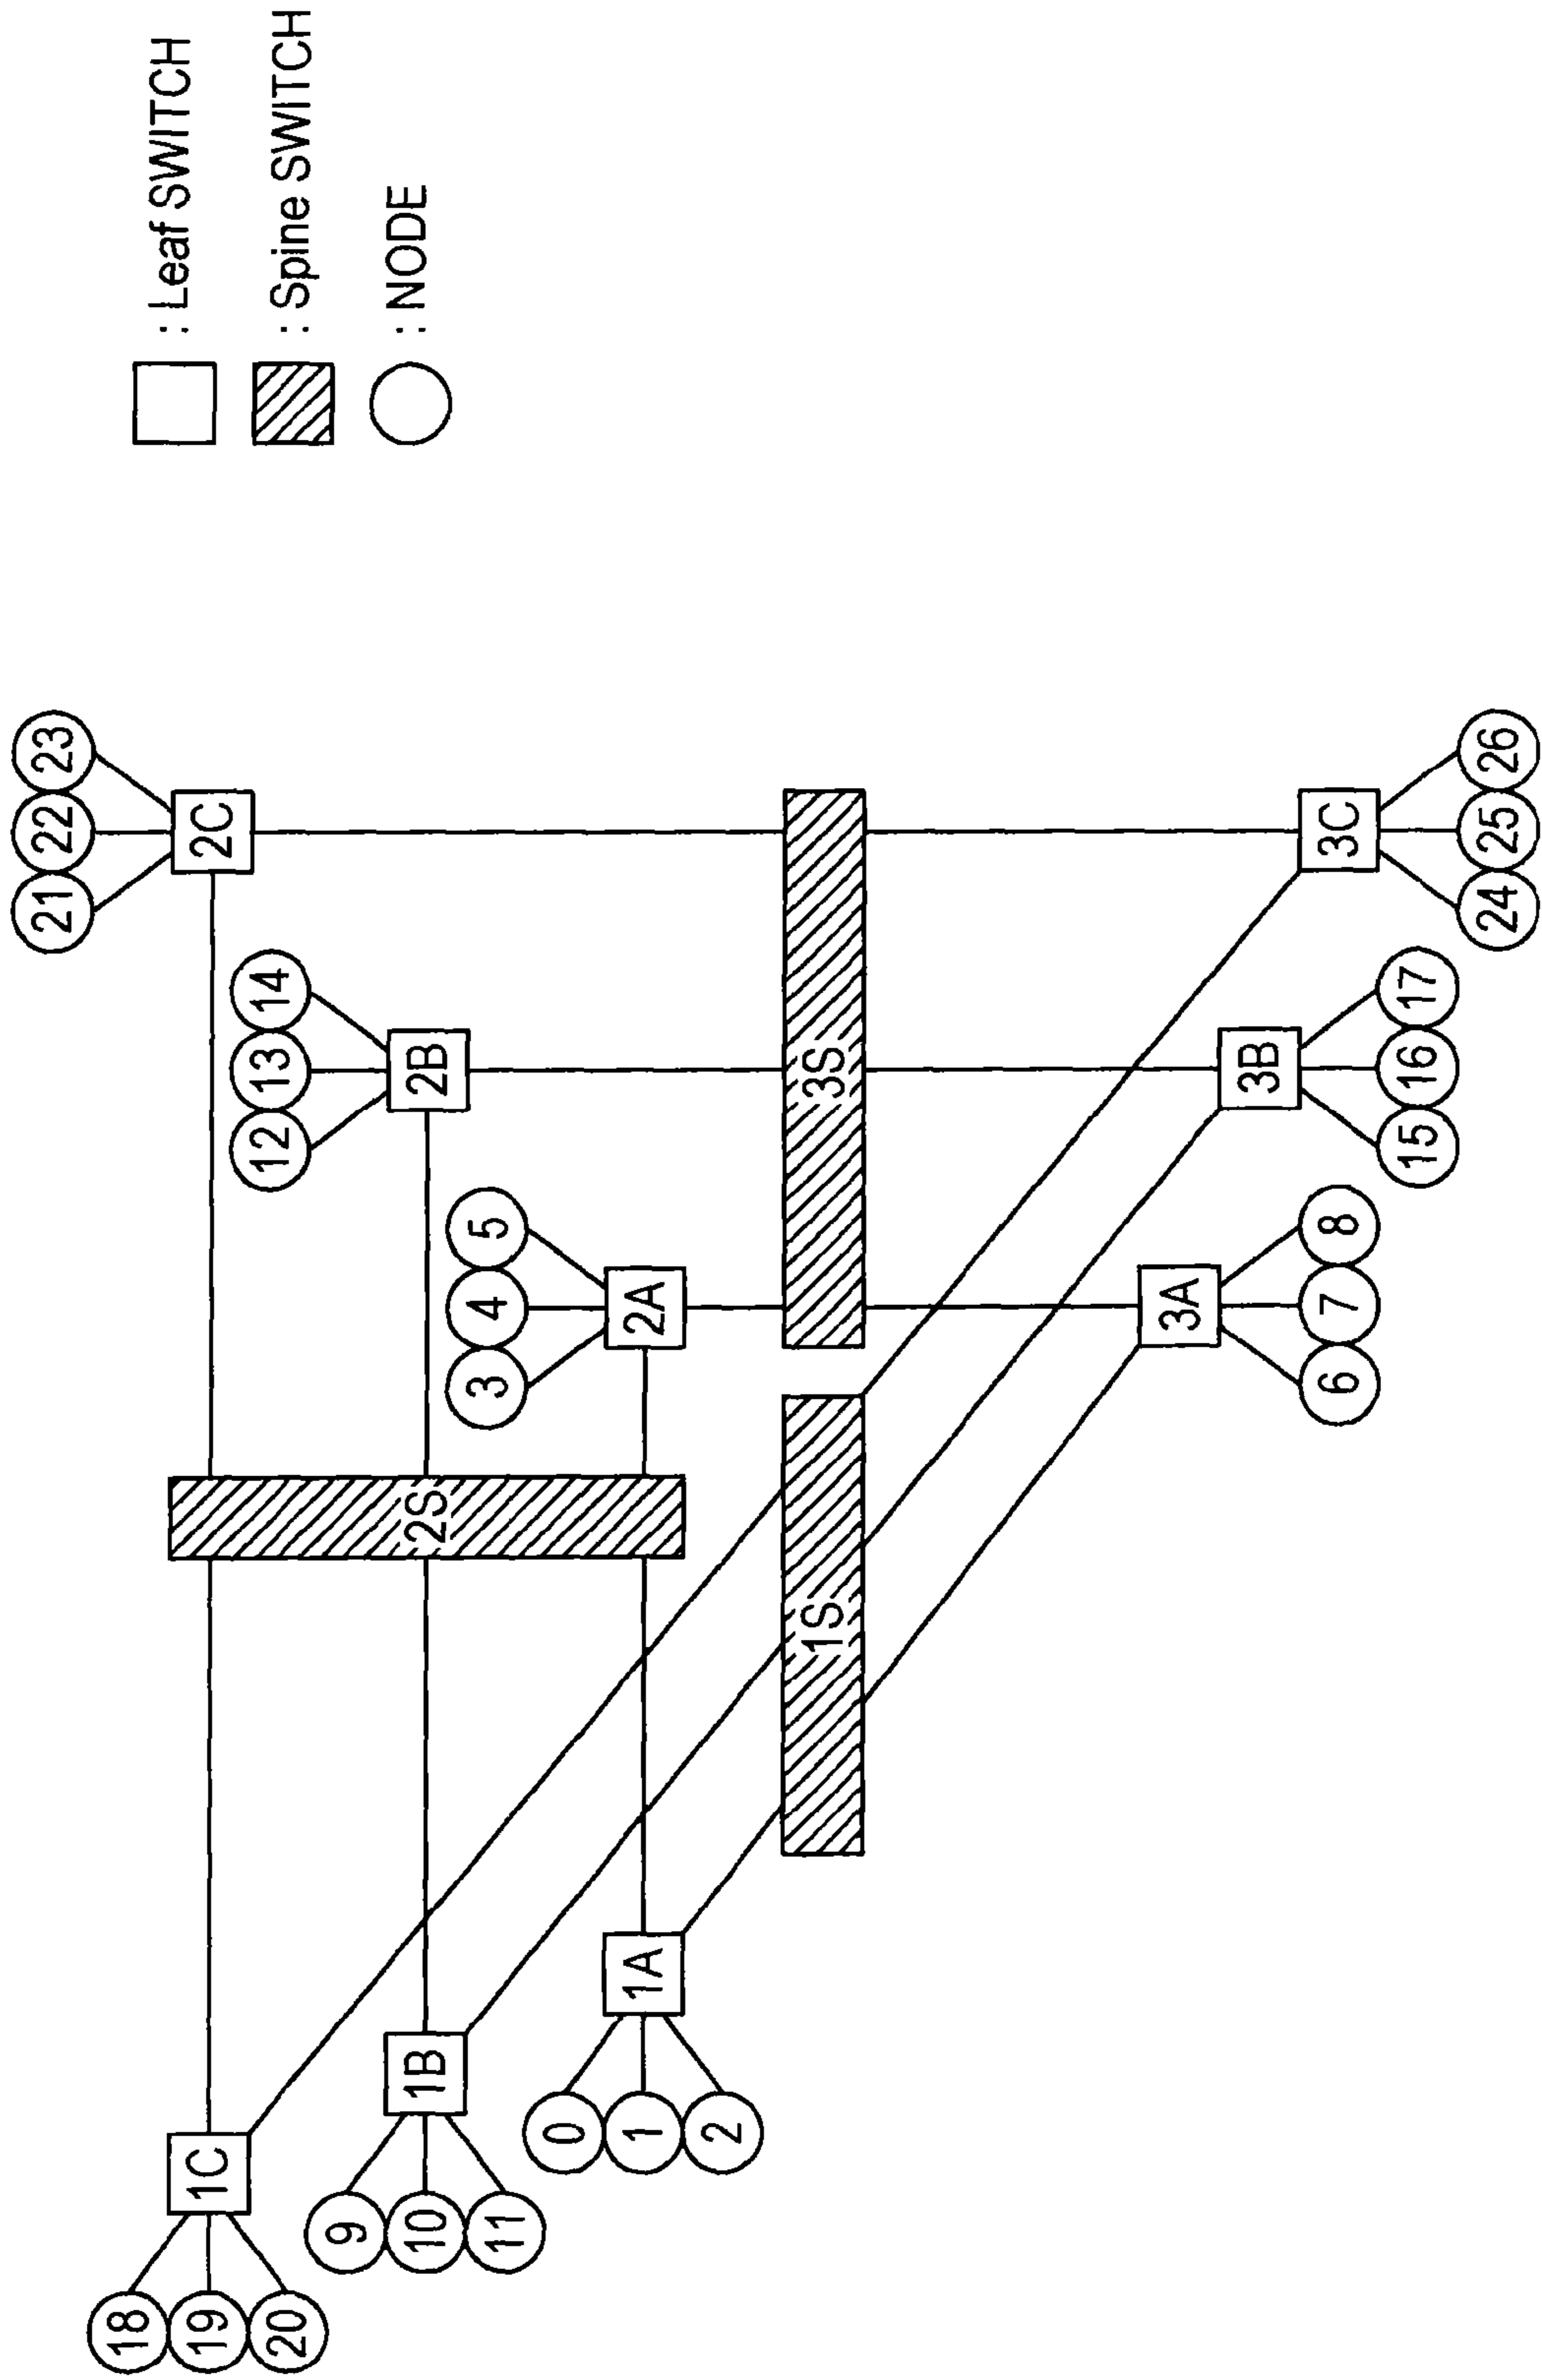 : Leaf SWITCH
: Spine SWITCH
: NODE
21 22 23
2C
12 13 14
2B
3 4 5
2A
2S
3S
1S
1C
18 19 20
1B
9 10 11
1A
0 1 2
3A
6 7 8
3B
15 16 17
3C
24 25 26